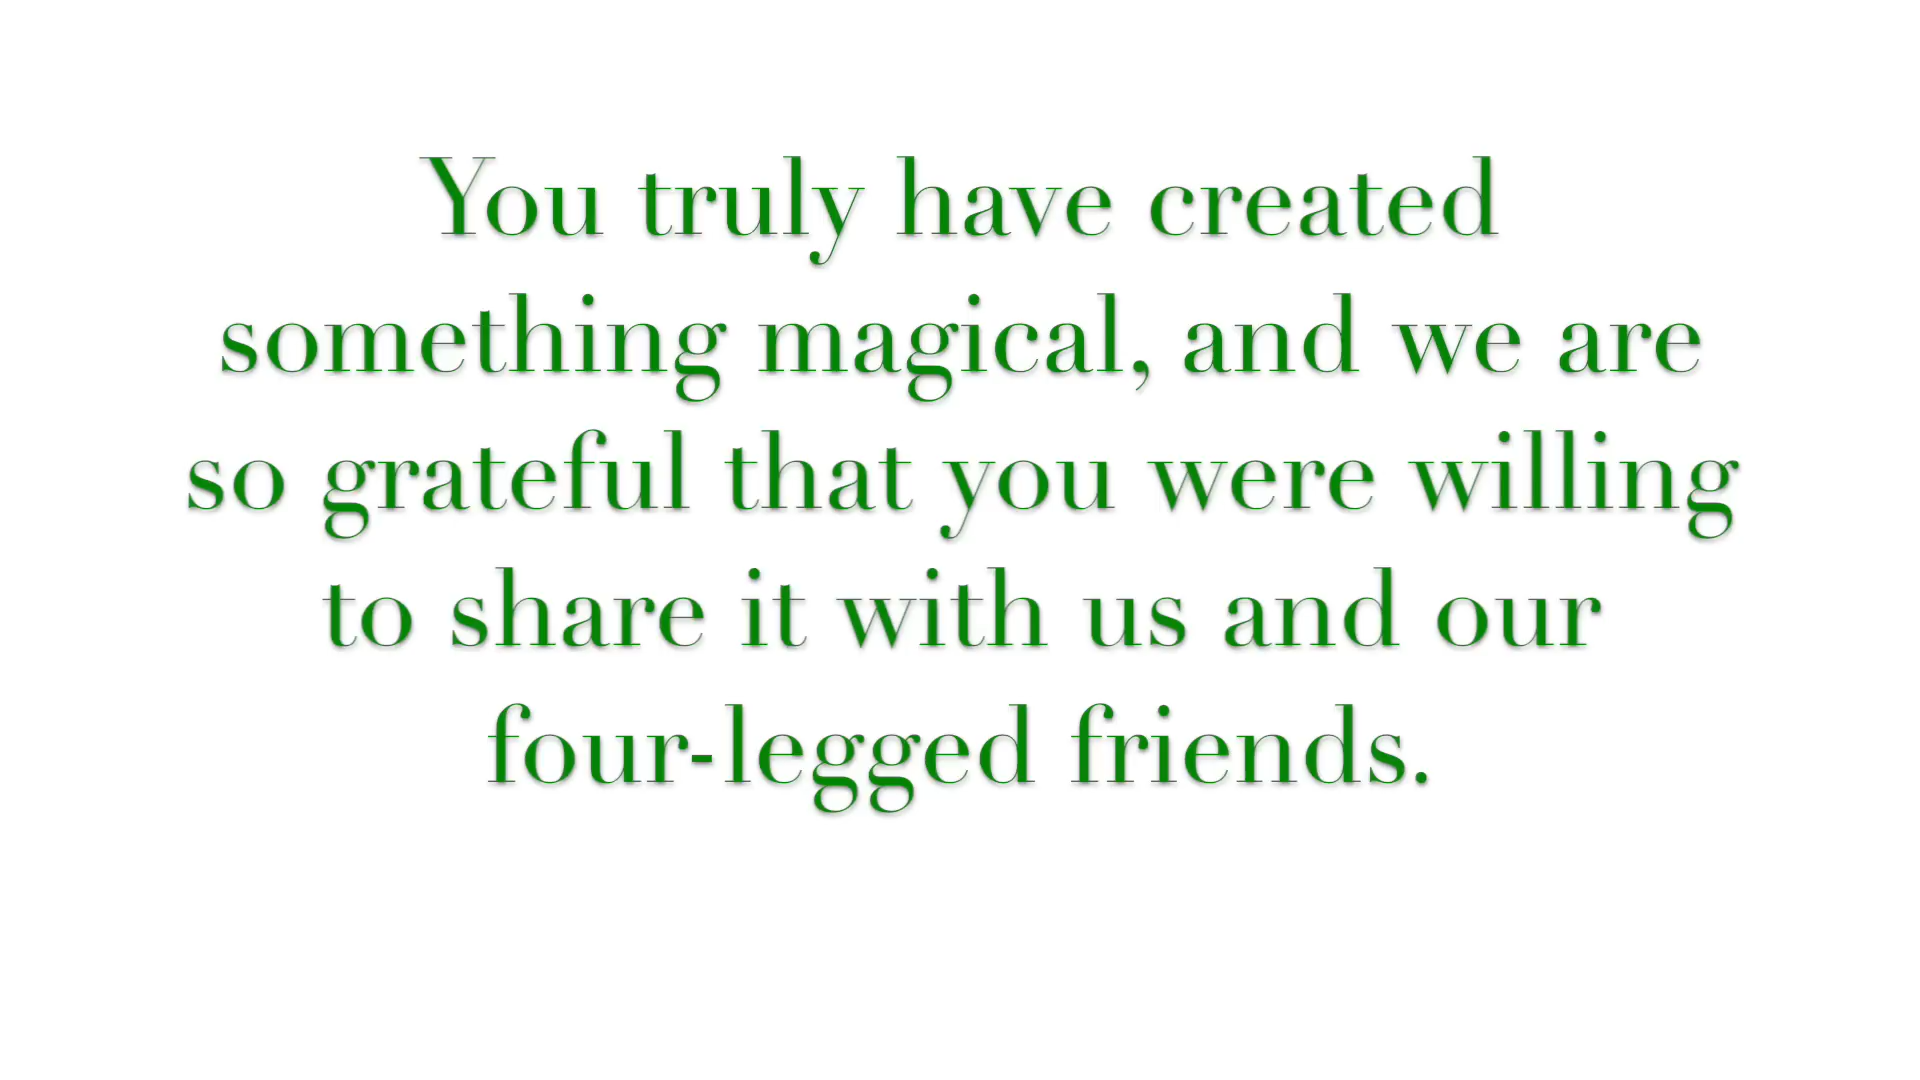 You truly have created
something magical, and we are
so grateful that you were willing
to share it with us and our
four-legged friends.